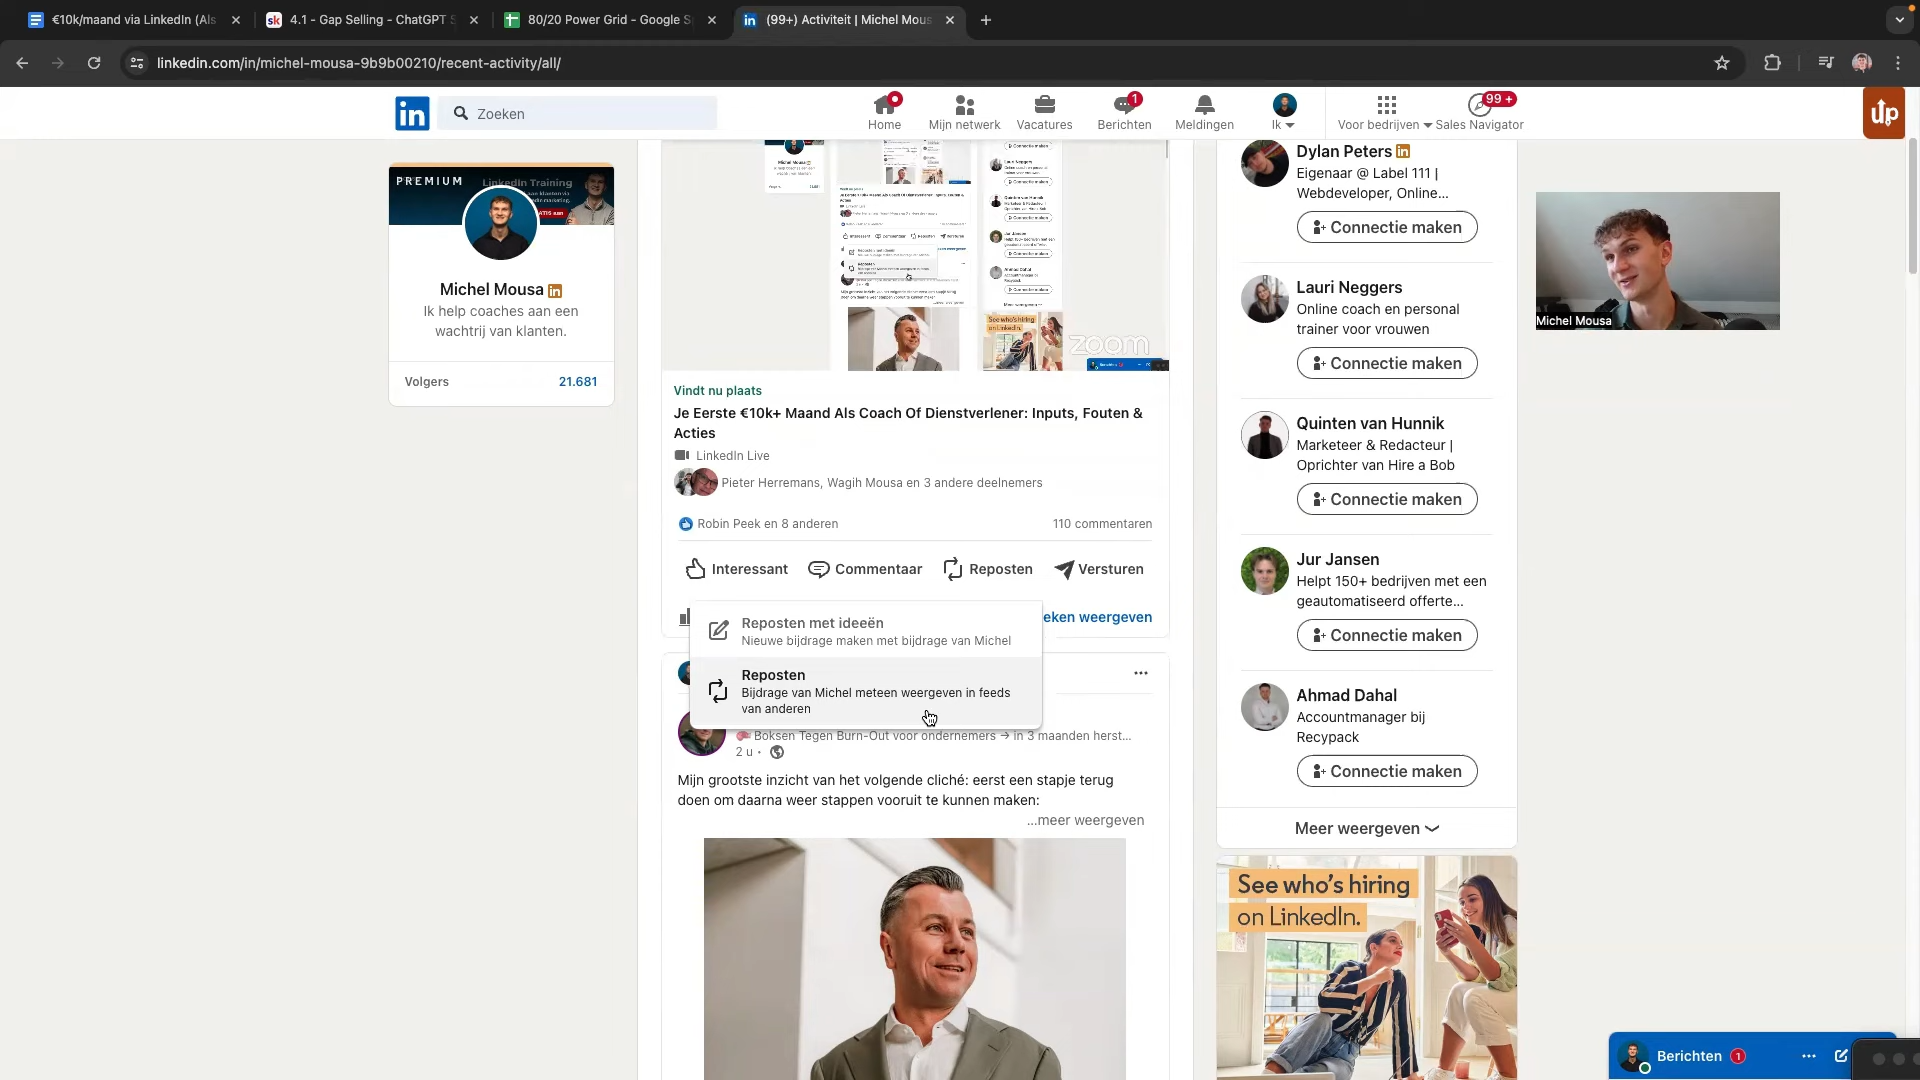 €10k/maand via LinkedIn (Als
4.1 - Gap Selling - ChatGPT S
80/20 Power Grid - Google S
(99+) Activiteit | Michel Mous
linkedin.com/in/michel-mousa-9b9b00210/recent-activity/all/
Zoeken
Home
Mijn netwerk
Vacatures
1
Berichten
Meldingen
Ik
Voor bedrijven
99 +
Sales Navigator
up
PREMIUM
LinkedIn Training
Michel Mousa
Ik help coaches aan een
wachtrij van klanten.
Volgers 21.681
zoom
Vindt nu plaats
Je Eerste €10k+ Maand Als Coach Of Dienstverlener: Inputs, Fouten &
Acties
LinkedIn Live
Pieter Herremans, Wagih Mousa en 3 andere deelnemers
Robin Peek en 8 anderen 110 commentaren
Interessant Commentaar Reposten Versturen
eken weergeven
Reposten met ideeën
Nieuwe bijdrage maken met bijdrage van Michel
Reposten
Bijdrage van Michel meteen weergeven in feeds
van anderen
Boksen Tegen Burn-Out voor ondernemers → in 3 maanden herst...
2 u •
Mijn grootste inzicht van het volgende cliché: eerst een stapje terug
doen om daarna weer stappen vooruit te kunnen maken:
...meer weergeven
Dylan Peters
Eigenaar @ Label 111 |
Webdeveloper, Online...
Connectie maken
Lauri Neggers
Online coach en personal
trainer voor vrouwen
Connectie maken
Quinten van Hunnik
Marketeer & Redacteur |
Oprichter van Hire a Bob
Connectie maken
Jur Jansen
Helpt 150+ bedrijven met een
geautomatiseerd offerte...
Connectie maken
Ahmad Dahal
Accountmanager bij
Recypack
Connectie maken
Meer weergeven
See who's hiring
on LinkedIn.
Michel Mousa
Berichten 1